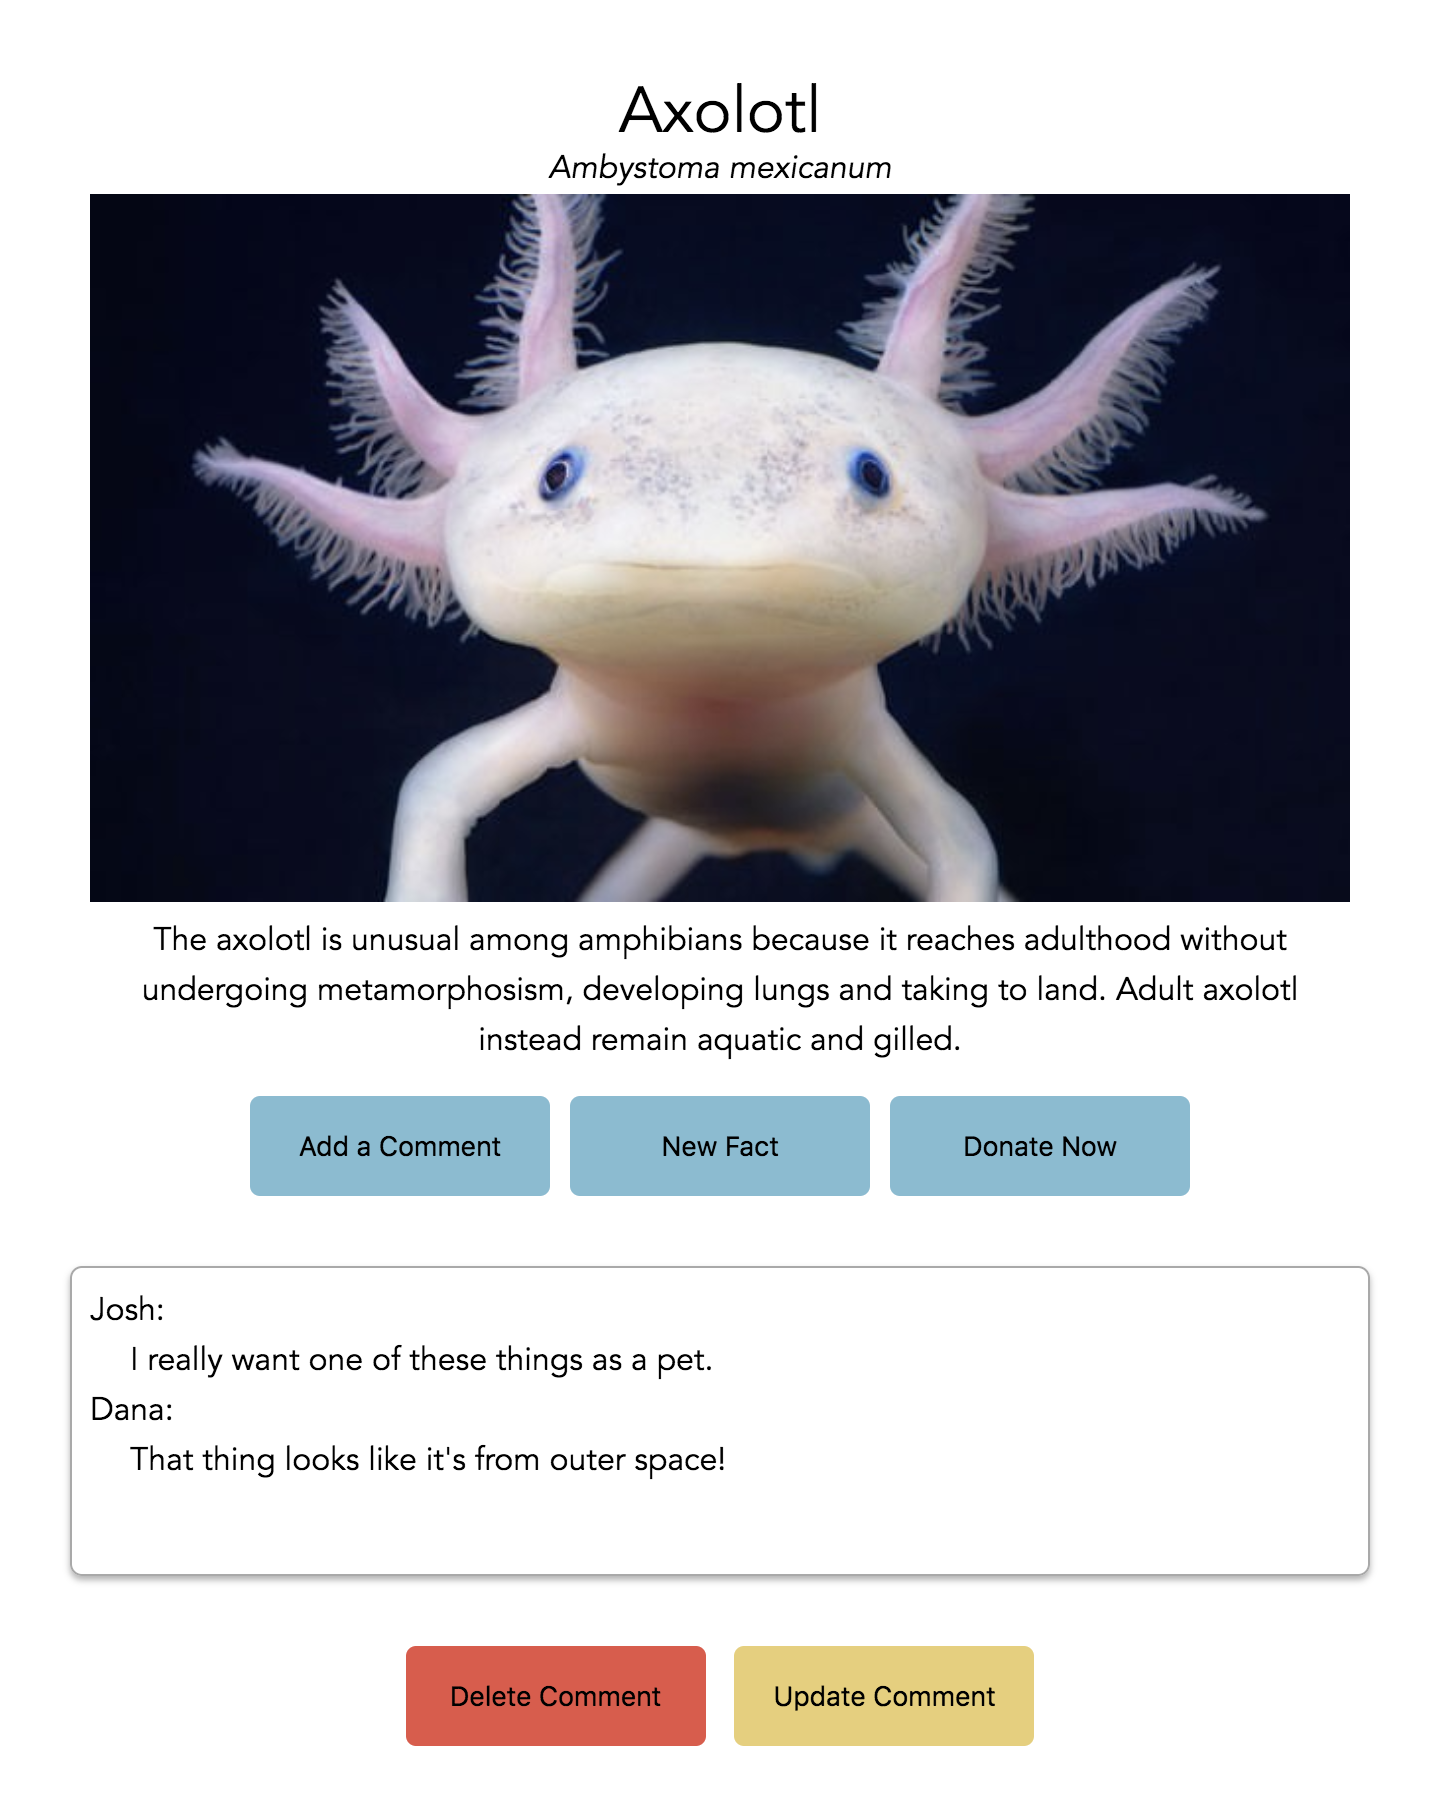 Axolotl
Ambystoma mexicanum
The axolotl is unusual among amphibians because it reaches adulthood without
undergoing metamorphosism, developing lungs and taking to land. Adult axolotl
instead remain aquatic and gilled.
Add a Comment
New Fact
Donate Now
Josh:
I really want one of these things as a pet.
Dana:
That thing looks like it's from outer space!
Delete Comment
Update Comment